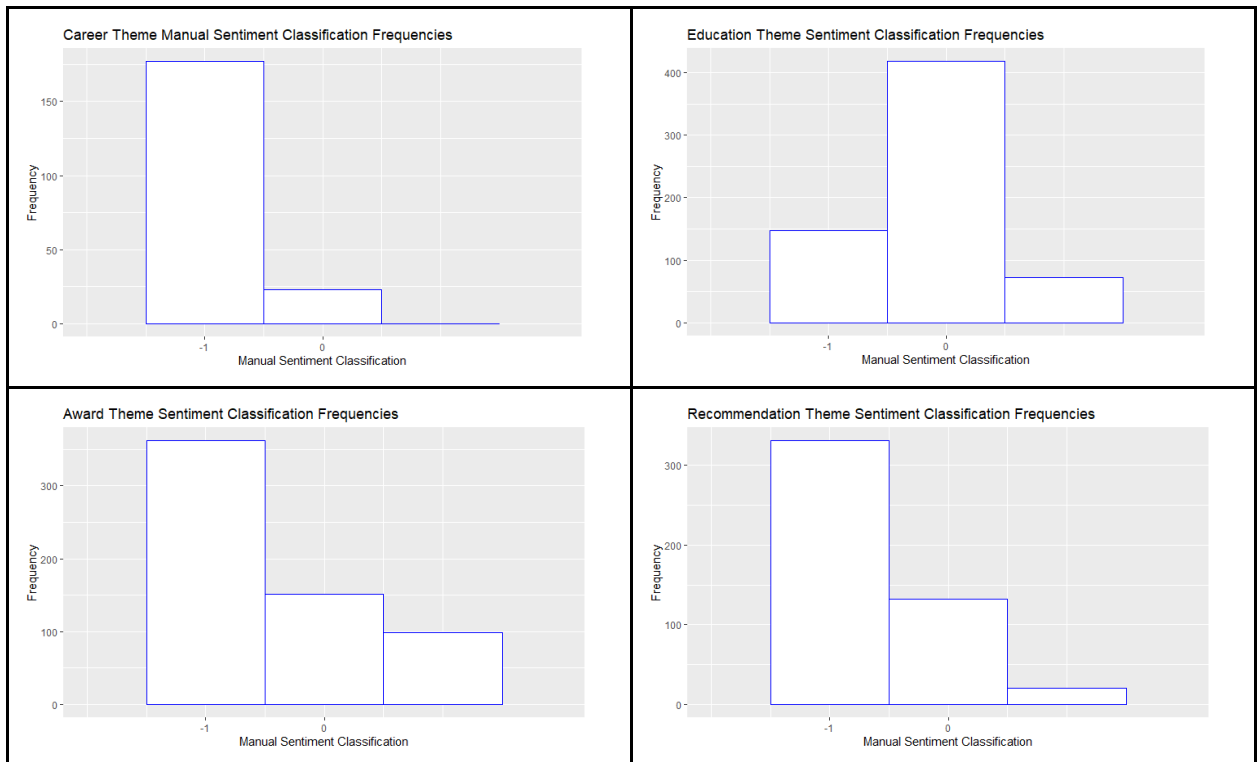 Career Theme Manual Sentiment Classification Frequencies
150
100
50
0
Frequency
-1 0
Manual Sentiment Classification
Education Theme Sentiment Classification Frequencies
400
300
200
100
0
Frequency
-1 0
Manual Sentiment Classification
Award Theme Sentiment Classification Frequencies
300
200
100
0
Frequency
-1 0
Manual Sentiment Classification
Recommendation Theme Sentiment Classification Frequencies
300
200
100
0
Frequency
-1 0
Manual Sentiment Classification